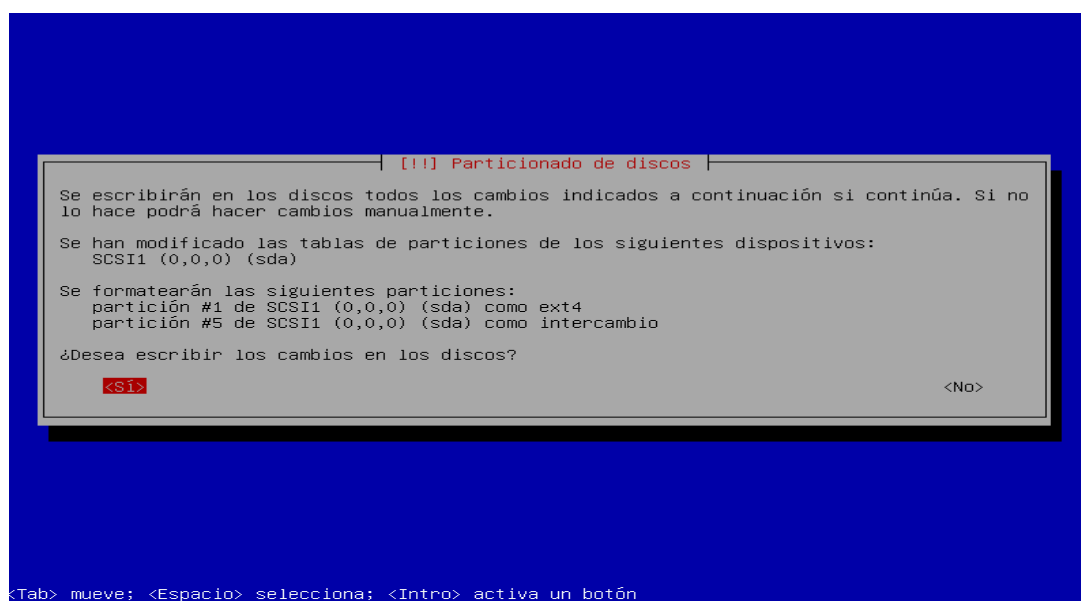 [!!] Particionado de discos
Se escribirán en los discos todos los cambios indicados a continuación si continúa. Si no
lo hace podrá hacer cambios manualmente.
Se han modificado las tablas de particiones de los siguientes dispositivos:
SCSI1 (0,0,0) (sda)
Se formatearán las siguientes particiones:
partición #1 de SCSI1 (0,0,0) (sda) como ext4
partición #5 de SCSI1 (0,0,0) (sda) como intercambio
¿Desea escribir los cambios en los discos?
<Sí> <No>
<Tab> mueve; <Espacio> selecciona; <Intro> activa un botón